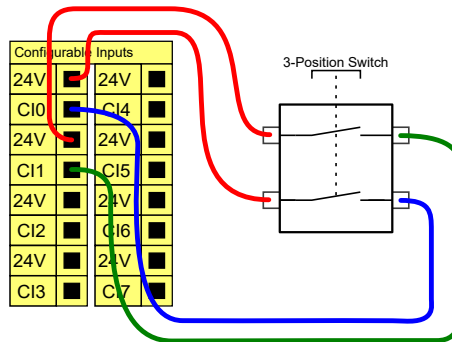 Configurable Inputs
24V 24V
CI0 CI4
24V 24V
CI1 CI5
24V 24V
CI2 CI6
24V 24V
CI3 CI7
3-Position Switch